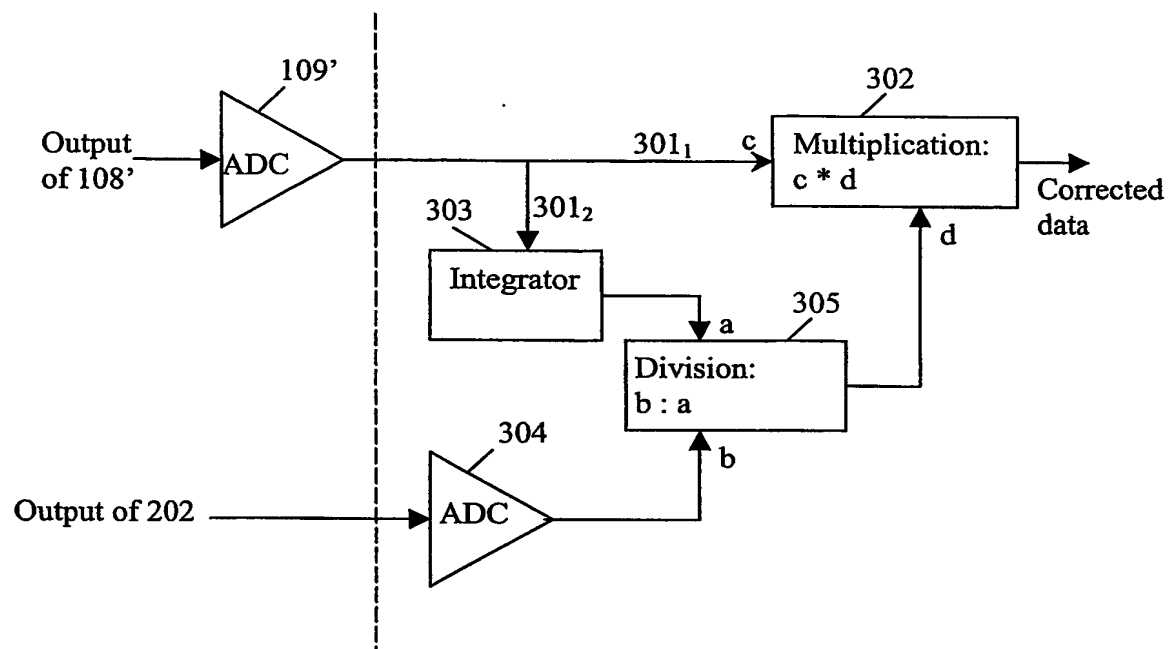 109’
Output
of 108’
ADC
301₁
c
302
Multiplication:
c * d
Corrected
data
d
303
301₂
Integrator
a
305
Division:
b : a
b
304
Output of 202
ADC